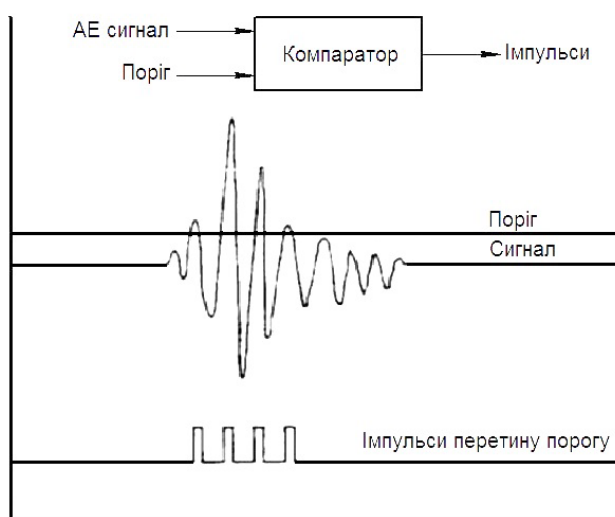 АЕ сигнал
Поріг
Компаратор
Імпульси
Поріг
Сигнал
Імпульси перетину порогу